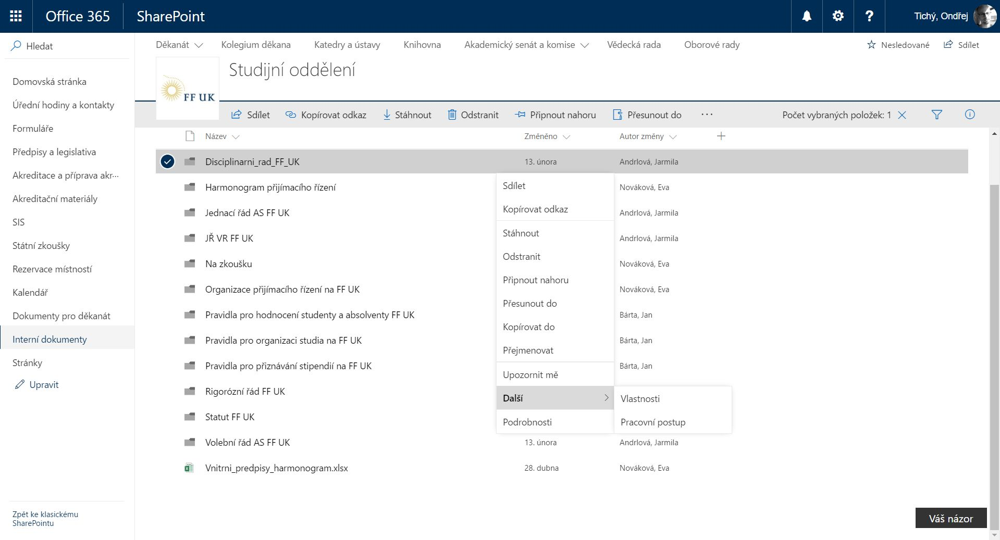 Office 365
SharePoint
Tichý, Ondřej
Hledat
Děkanát
Kolegium děkana
Katedry a ústavy
Knihovna
Akademický senát a komise
Vědecká rada
Oborové rady
Nesledované
Sdílet
FF UK
Studijní oddělení
Domovská stránka
Úřední hodiny a kontakty
Formuláře
Předpisy a legislativa
Akreditace a příprava akr...
Akreditační materiály
SIS
Státní zkoušky
Rezervace místností
Kalendář
Dokumenty pro děkanát
Interní dokumenty
Stránky
Upravit
Zpět ke klasickému
SharePointu
Sdílet
Kopírovat odkaz
Stáhnout
Odstranit
Připnout nahoru
Přesunout do
...
Počet vybraných položek: 1
Název
Změněno
Autor změny
Disciplinarni_rad_FF_UK
13. února
Andrlová, Jarmila
Harmonogram přijímacího řízení
Nováková, Eva
Jednací řád AS FF UK
Andrlová, Jarmila
JŘ VR FF UK
Andrlová, Jarmila
Na zkoušku
Nováková, Eva
Organizace přijímacího řízení na FF UK
Nováková, Eva
Pravidla pro hodnocení studenty a absolventy FF UK
Bárta, Jan
Pravidla pro organizaci studia na FF UK
Bárta, Jan
Pravidla pro přiznávání stipendií na FF UK
Bárta, Jan
Rigorózní řád FF UK
Statut FF UK
Volební řád AS FF UK
13. února
Andrlová, Jarmila
Vnitrni_predpisy_harmonogram.xlsx
28. dubna
Nováková, Eva
Sdílet
Kopírovat odkaz
Stáhnout
Odstranit
Připnout nahoru
Přesunout do
Kopírovat do
Přejmenovat
Upozornit mě
Další
Podrobnosti
Vlastnosti
Pracovní postup
Váš názor